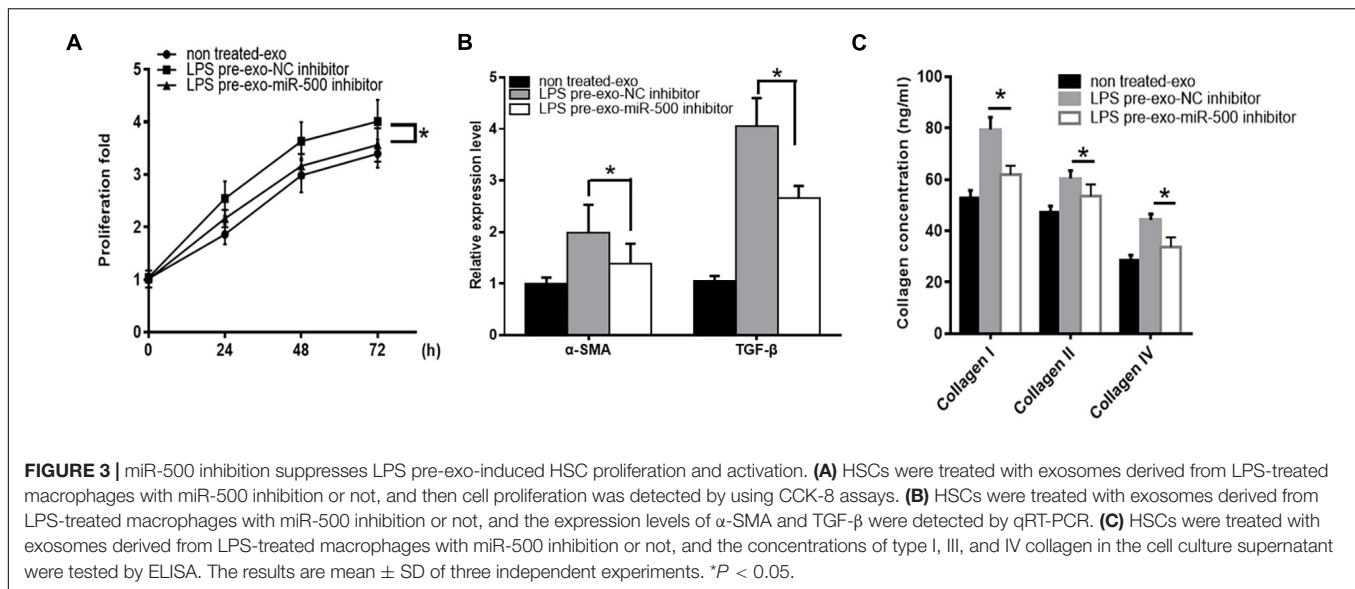 A
non treated-exo
LPS pre-exo-NC inhibitor
LPS pre-exo-miR-500 inhibitor
Proliferation fold
5
4
3
2
1
0
*
0 24 48 72 (h)
B
non treated-exo
LPS pre-exo-NC inhibitor
LPS pre-exo-miR-500 inhibitor
Relative expression level
5
4
3
2
1
0
*
*
α-SMA TGF-β
C
non treated-exo
LPS pre-exo-NC inhibitor
LPS pre-exo-miR-500 inhibitor
Collagen concentration (ng/ml)
100
80
60
40
20
0
*
*
*
Collagen I
Collagen II
Collagen IV
FIGURE 3 | miR-500 inhibition suppresses LPS pre-exo-induced HSC proliferation and activation. (A) HSCs were treated with exosomes derived from LPS-treated
macrophages with miR-500 inhibition or not, and then cell proliferation was detected by using CCK-8 assays. (B) HSCs were treated with exosomes derived from
LPS-treated macrophages with miR-500 inhibition or not, and the expression levels of α-SMA and TGF-β were detected by qRT-PCR. (C) HSCs were treated with
exosomes derived from LPS-treated macrophages with miR-500 inhibition or not, and the concentrations of type I, III, and IV collagen in the cell culture supernatant
were tested by ELISA. The results are mean ± SD of three independent experiments. *P < 0.05.